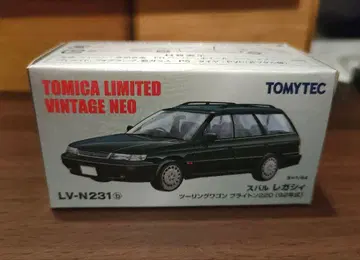 TOMICA LIMITED
VINTAGE NEO
TOMYTEC
スバル レガシィ
ツーリングワゴン ブライトン220 (92年式)
LV-N231b